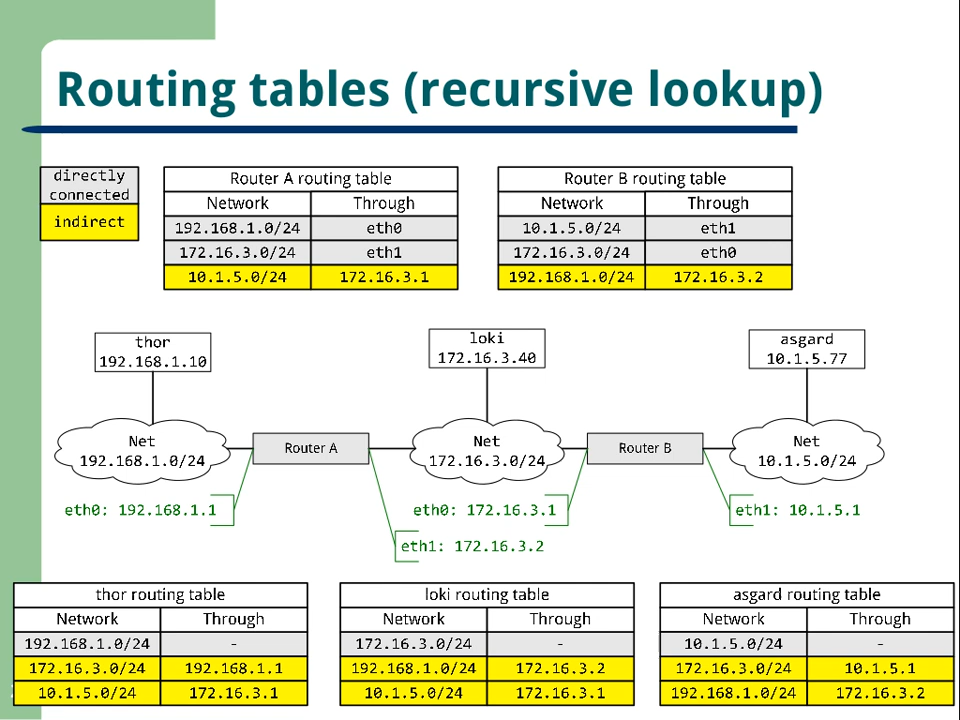 Routing tables (recursive lookup)
directly
connected
indirect
Router A routing table
Network Through
192.168.1.0/24 eth0
172.16.3.0/24 eth1
10.1.5.0/24 172.16.3.1
Router B routing table
Network Through
10.1.5.0/24 eth1
172.16.3.0/24 eth0
192.168.1.0/24 172.16.3.2
thor
192.168.1.10
loki
172.16.3.40
asgard
10.1.5.77
Net
192.168.1.0/24
Router A
Net
172.16.3.0/24
Router B
Net
10.1.5.0/24
eth0: 192.168.1.1
eth0: 172.16.3.1
eth1: 10.1.5.1
eth1: 172.16.3.2
thor routing table
Network Through
192.168.1.0/24 -
172.16.3.0/24 192.168.1.1
10.1.5.0/24 172.16.3.1
loki routing table
Network Through
172.16.3.0/24 -
192.168.1.0/24 172.16.3.2
10.1.5.0/24 172.16.3.1
asgard routing table
Network Through
10.1.5.0/24 -
172.16.3.0/24 10.1.5.1
192.168.1.0/24 172.16.3.2